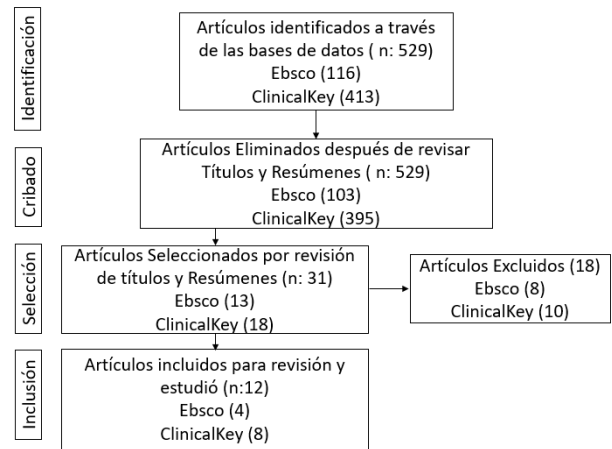 Identificación
Artículos identificados a través
de las bases de datos ( n: 529)
Ebsco (116)
ClinicalKey (413)
Cribado
Artículos Eliminados después de revisar
Títulos y Resúmenes ( n: 529)
Ebsco (103)
ClinicalKey (395)
Selección
Artículos Seleccionados por revisión
de títulos y Resúmenes (n: 31)
Ebsco (13)
ClinicalKey (18)
Artículos Excluidos (18)
Ebsco (8)
ClinicalKey (10)
Inclusión
Artículos incluidos para revisión y
estudió (n:12)
Ebsco (4)
ClinicalKey (8)